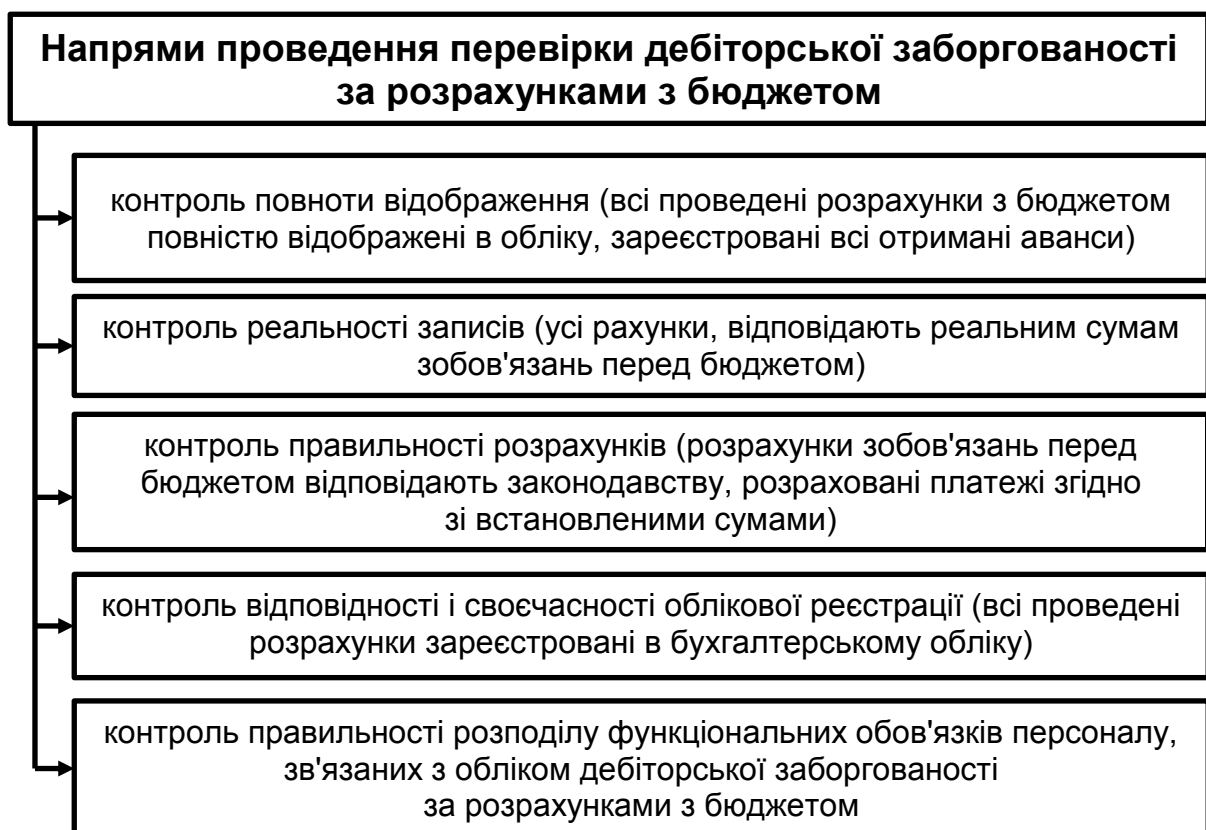 Напрями проведення перевірки дебіторської заборгованості
за розрахунками з бюджетом
контроль повноти відображення (всі проведені розрахунки з бюджетом
повністю відображені в обліку, зареєстровані всі отримані аванси)
контроль реальності записів (усі рахунки, відповідають реальним сумам
зобов'язань перед бюджетом)
контроль правильності розрахунків (розрахунки зобов'язань перед
бюджетом відповідають законодавству, розраховані платежі згідно
зі встановленими сумами)
контроль відповідності і своєчасності облікової реєстрації (всі проведені
розрахунки зареєстровані в бухгалтерському обліку)
контроль правильності розподілу функціональних обов'язків персоналу,
зв'язаних з обліком дебіторської заборгованості
за розрахунками з бюджетом